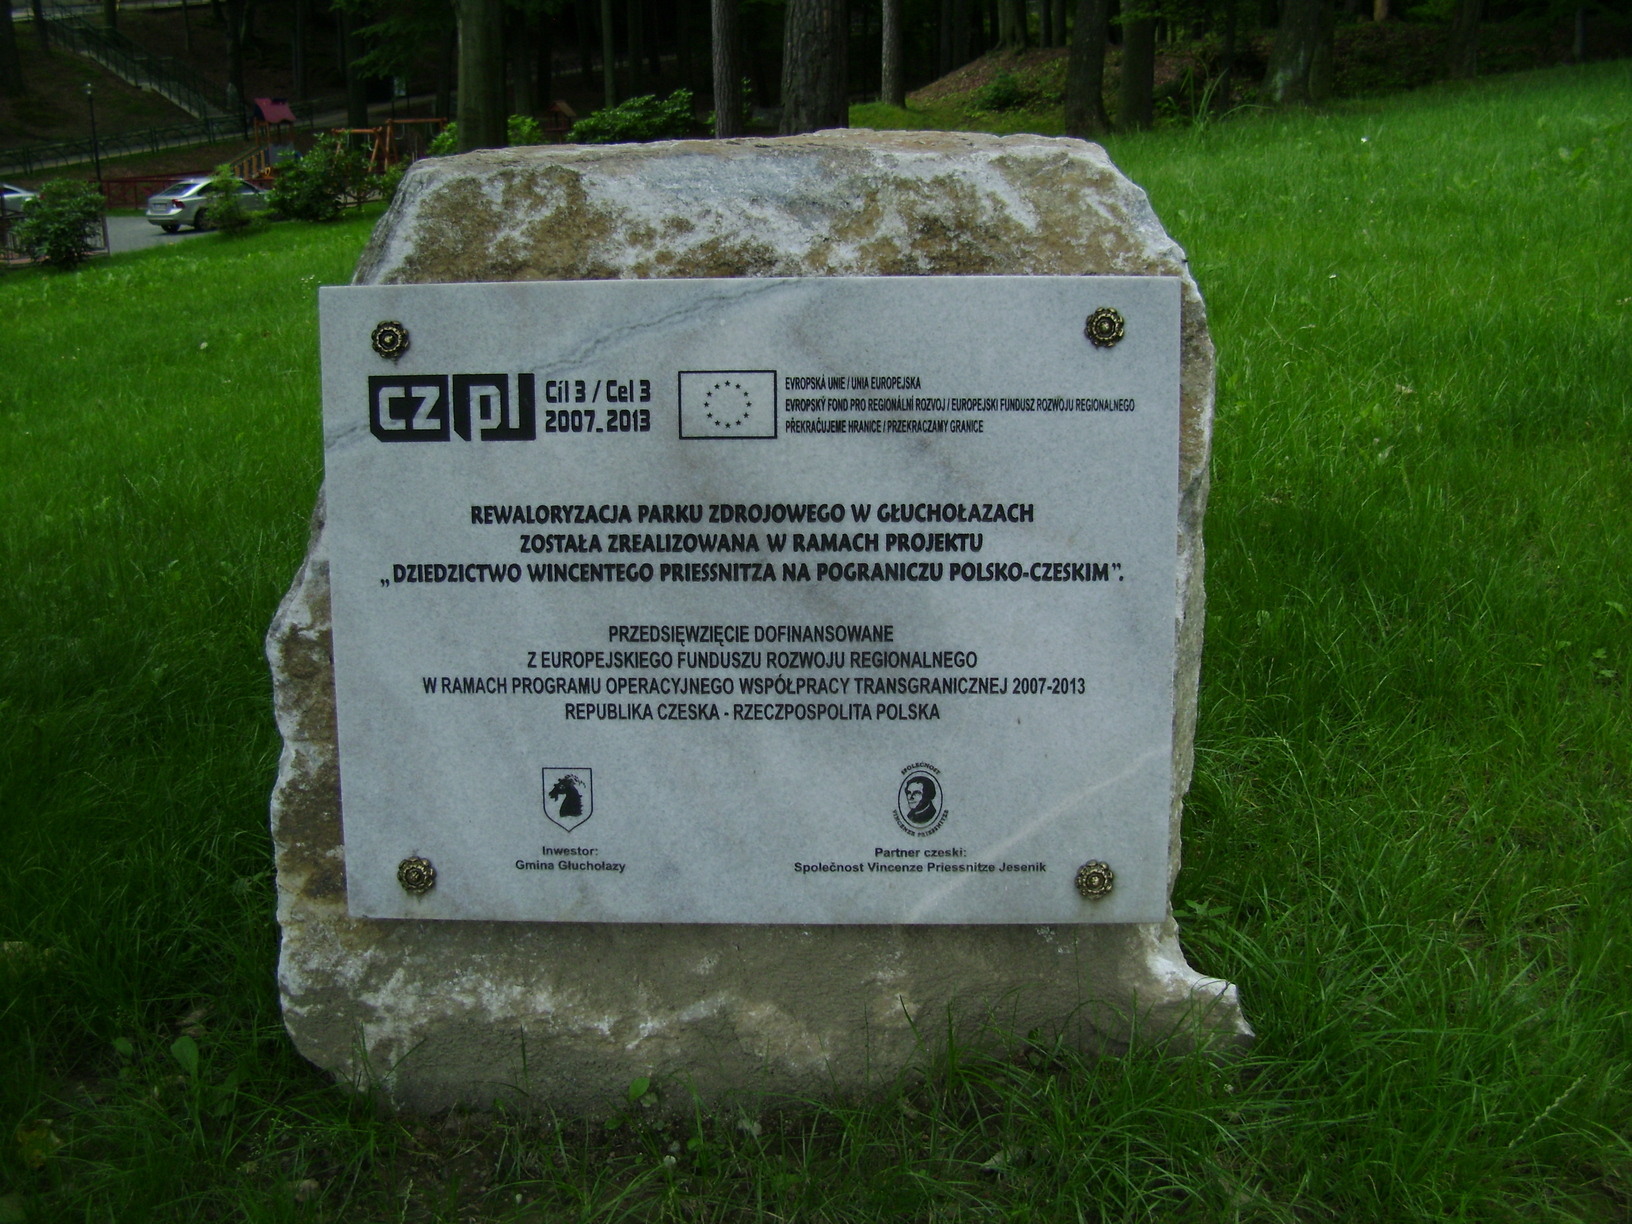 cz pl Cíl 3 / Cel 3
2007_2013
EVROPSKÁ UNIE / UNIA EUROPEJSKA
EVROPSKÝ FOND PRO REGIONÁLNÍ ROZVOJ / EUROPEJSKI FUNDUSZ ROZWOJU REGIONALNEGO
PŘEKRAČUJEME HRANICE / PRZEKRACZAMY GRANICE
REWALORYZACJA PARKU ZDROJOWEGO W GŁUCHOŁAZACH
ZOSTAŁA ZREALIZOWANA W RAMACH PROJEKTU
„DZIEDZICTWO WINCENTEGO PRIESSNITZA NA POGRANICZU POLSKO-CZESKIM”.
PRZEDSIĘWZIĘCIE DOFINANSOWANE
Z EUROPEJSKIEGO FUNDUSZU ROZWOJU REGIONALNEGO
W RAMACH PROGRAMU OPERACYJNEGO WSPÓŁPRACY TRANSGRANICZNEJ 2007-2013
REPUBLIKA CZESKA - RZECZPOSPOLITA POLSKA
SPOLEČNOST
VINCENZE PRIESSNITZE
Inwestor:
Gmina Głuchołazy
Partner czeski:
Společnost Vincenze Priessnitze Jesenik